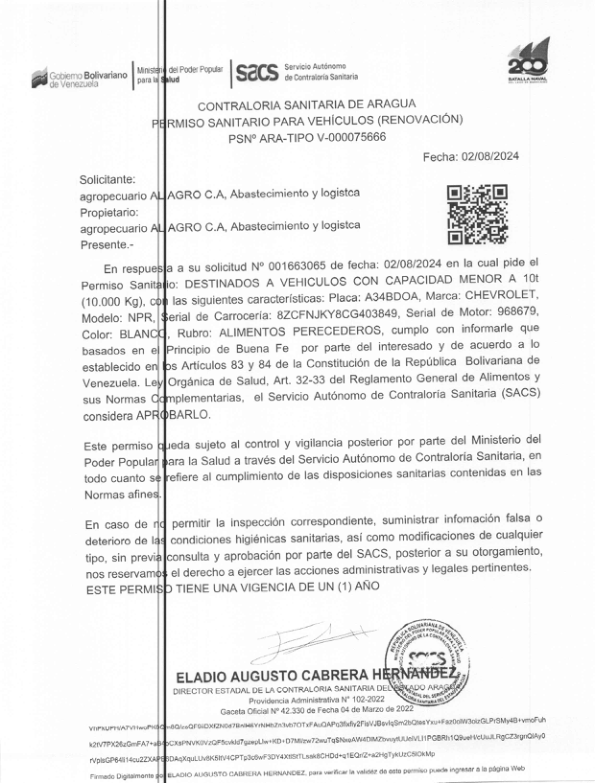 Gobierno Bolivariano
de Venezuela
Ministerio del Poder Popular
para la Salud
sacs
Servicio Autónomo
de Contraloría Sanitaria
200
BATALLA NAVAL
CONTRALORIA SANITARIA DE ARAGUA
PERMISO SANITARIO PARA VEHÍCULOS (RENOVACIÓN)
PSNº ARA-TIPO V-000075666
Fecha: 02/08/2024
Solicitante:
agropecuario AL AGRO C.A, Abastecimiento y logistca
Propietario:
agropecuario AL AGRO C.A, Abastecimiento y logistca
Presente.-
En respuesta a su solicitud Nº 001663065 de fecha: 02/08/2024 en la cual pide el
Permiso Sanitario: DESTINADOS A VEHICULOS CON CAPACIDAD MENOR A 10t
(10.000 Kg), con las siguientes características: Placa: A34BDOA, Marca: CHEVROLET,
Modelo: NPR, Serial de Carrocería: 8ZCFNJKY8CG403849, Serial de Motor: 968679,
Color: BLANCO, Rubro: ALIMENTOS PERECEDEROS, cumplo con informarle que
basados en el Principio de Buena Fe por parte del interesado y de acuerdo a lo
establecido en los Artículos 83 y 84 de la Constitución de la República Bolivariana de
Venezuela. Ley Orgánica de Salud, Art. 32-33 del Reglamento General de Alimentos y
sus Normas Complementarias, el Servicio Autónomo de Contraloría Sanitaria (SACS)
considera APROBARLO.
Este permiso queda sujeto al control y vigilancia posterior por parte del Ministerio del
Poder Popular para la Salud a través del Servicio Autónomo de Contraloría Sanitaria, en
todo cuanto se refiere al cumplimiento de las disposiciones sanitarias contenidas en las
Normas afines.
En caso de no permitir la inspección correspondiente, suministrar infomación falsa o
deterioro de las condiciones higiénicas sanitarias, así como modificaciones de cualquier
tipo, sin previa consulta y aprobación por parte del SACS, posterior a su otorgamiento,
nos reservamos el derecho a ejercer las acciones administrativas y legales pertinentes.
ESTE PERMISO TIENE UNA VIGENCIA DE UN (1) AÑO
REPUBLICA BOLIVARIANA DE VENEZUELA
SACS
ELADIO AUGUSTO CABRERA HERNANDEZ
DIRECTOR ESTADAL DE LA CONTRALORIA SANITARIA DEL ESTADO ARAGUA
Providencia Administrativa N° 102-2022
Gaceta Oficial N° 42.330 de Fecha 04 de Marzo de 2022
Firmado Digitalmente por ELADIO AUGUSTO CABRERA HERNANDEZ, para verificar la validez de este permiso puede ingresar a la página Web